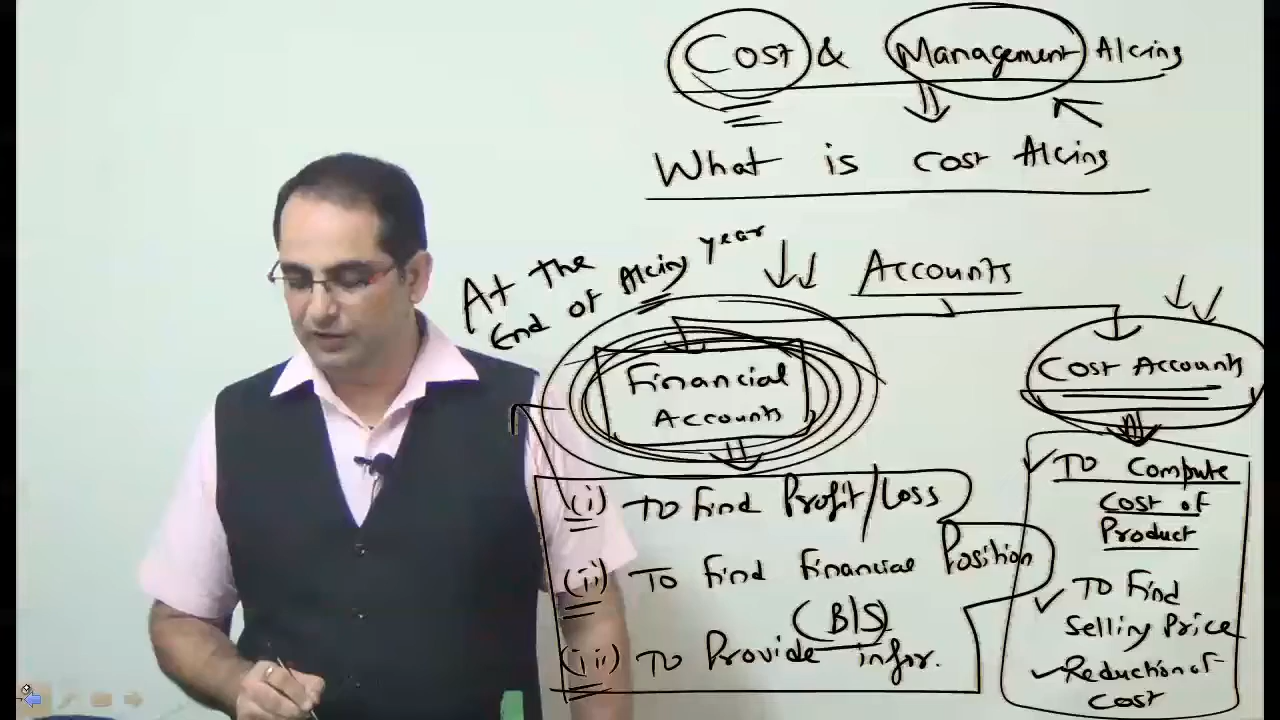 Cost & Management A/cing
What is Cost A/cing
At the
End of A/cing year
Accounts
Financial
Accounts
(i) To Find Profit/Loss
(ii) To Find Financial Position
(B/S)
(iii) To Provide infor.
Cost Accounts
To Compute
Cost of
Product
To Find
Selling Price
Reduction of
Cost